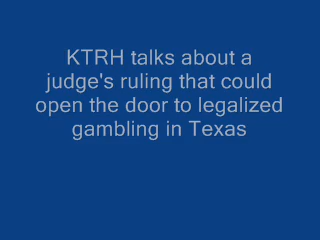 KTRH talks about a
judge's ruling that could
open the door to legalized
gambling in Texas